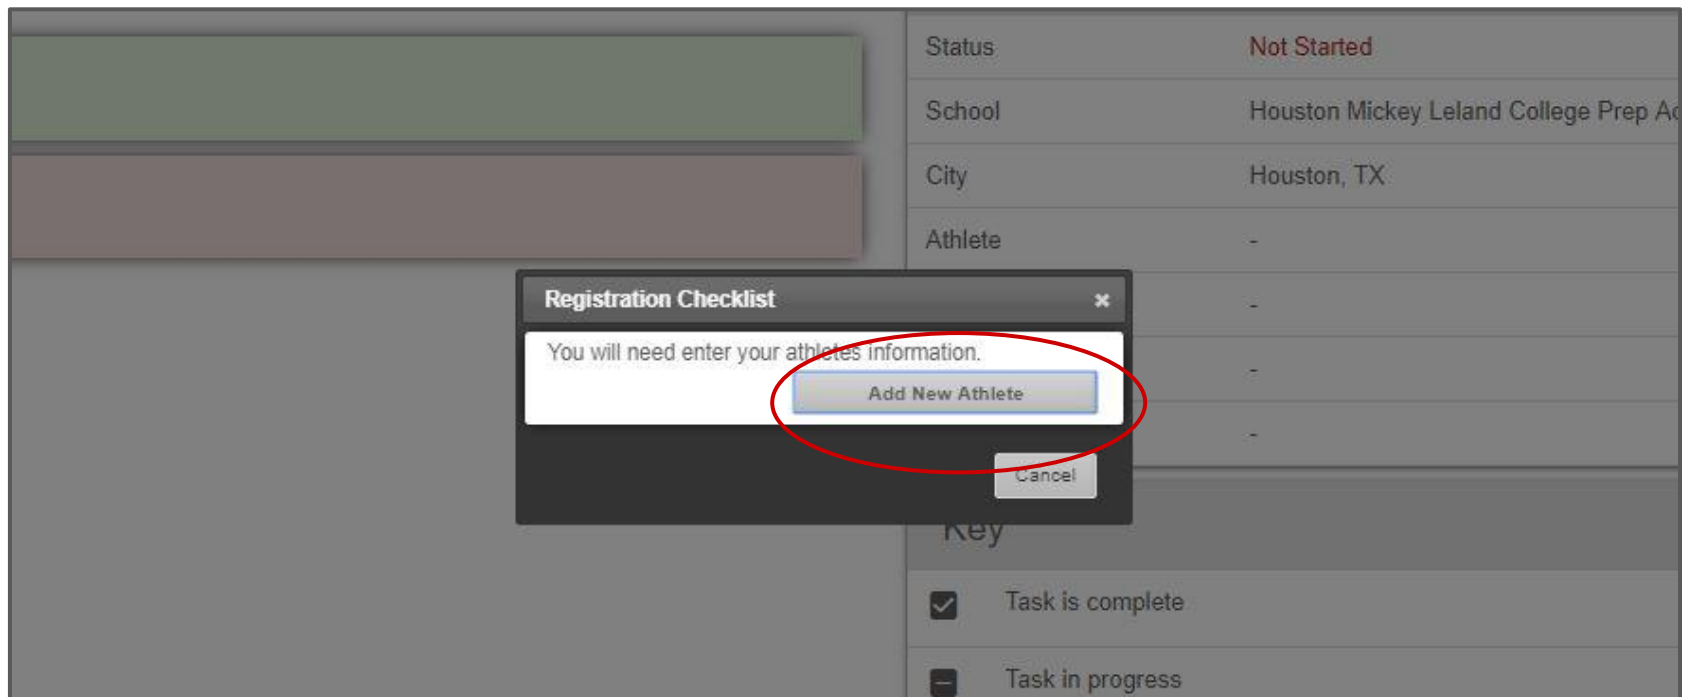 Status Not Started
School Houston Mickey Leland College Prep
City Houston, TX
Athlete -
-
-
-
Registration Checklist ×
You will need enter your athletes information.
Add New Athlete
Cancel
Key
Task is complete
Task in progress